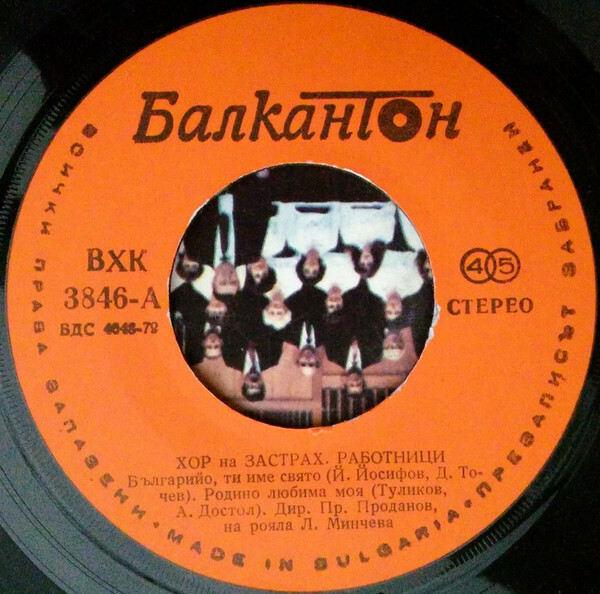 БалканТон
ВХК
3846-А
БДС 4648-79
45
СТЕРЕО
ХОР на ЗАСТРАХ. РАБОТНИЦИ
Българийо, ти име свято (Й. Йосифов, Д. То-
чев). Родино любима моя (Туликов,
А. Достол). Дир. Пр. Проданов,
на рояла Л. Минчева
ВСИЧКИ ПРАВА ЗАПАЗЕНИ • MADE IN BULGARIA • ПРЕЗАПИСЪТ ЗАБРАНЕН